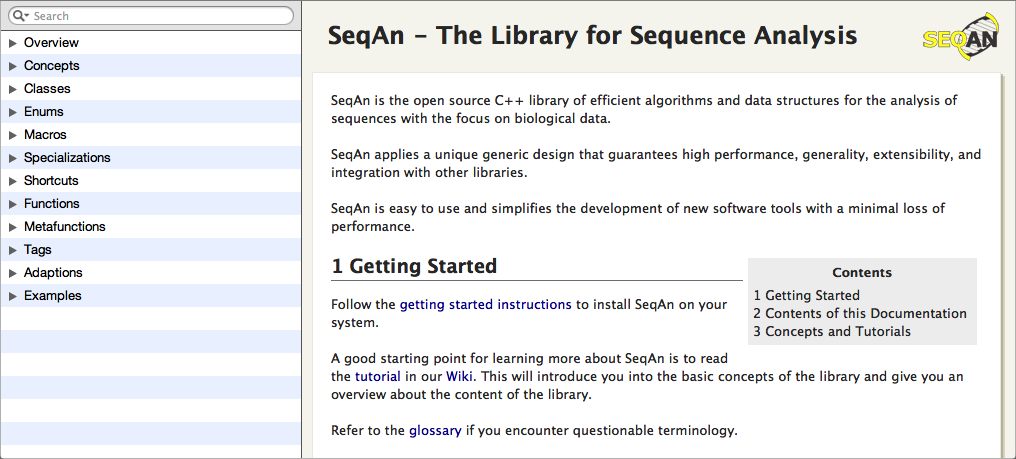 Search
Overview
Concepts
Classes
Enums
Macros
Specializations
Shortcuts
Functions
Metafunctions
Tags
Adaptions
Examples
SeqAn – The Library for Sequence Analysis
SEQAN
SeqAn is the open source C++ library of efficient algorithms and data structures for the analysis of
sequences with the focus on biological data.
SeqAn applies a unique generic design that guarantees high performance, generality, extensibility, and
integration with other libraries.
SeqAn is easy to use and simplifies the development of new software tools with a minimal loss of
performance.
1 Getting Started
Follow the getting started instructions to install SeqAn on your
system.
A good starting point for learning more about SeqAn is to read
the tutorial in our Wiki. This will introduce you into the basic concepts of the library and give you an
overview about the content of the library.
Refer to the glossary if you encounter questionable terminology.
Contents
1 Getting Started
2 Contents of this Documentation
3 Concepts and Tutorials